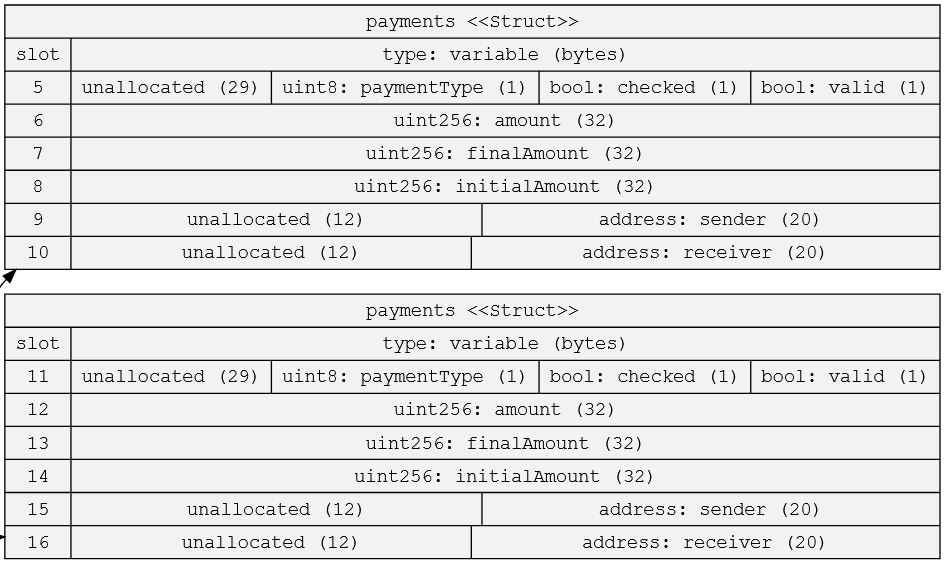 payments <<Struct>>
slot type: variable (bytes)
5 unallocated (29) uint8: paymentType (1) bool: checked (1) bool: valid (1)
6 uint256: amount (32)
7 uint256: finalAmount (32)
8 uint256: initialAmount (32)
9 unallocated (12) address: sender (20)
10 unallocated (12) address: receiver (20)
payments <<Struct>>
slot type: variable (bytes)
11 unallocated (29) uint8: paymentType (1) bool: checked (1) bool: valid (1)
12 uint256: amount (32)
13 uint256: finalAmount (32)
14 uint256: initialAmount (32)
15 unallocated (12) address: sender (20)
16 unallocated (12) address: receiver (20)